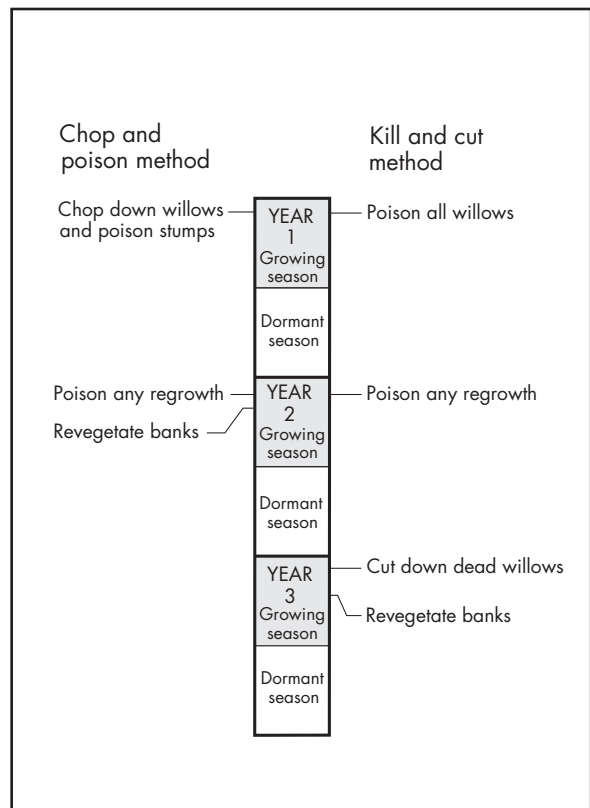 Chop and
poison method
Kill and cut
method
Chop down willows
and poison stumps
YEAR
1
Growing
season
Poison all willows
Dormant
season
Poison any regrowth
Revegetate banks
YEAR
2
Growing
season
Poison any regrowth
Dormant
season
YEAR
3
Growing
season
Cut down dead willows
Revegetate banks
Dormant
season